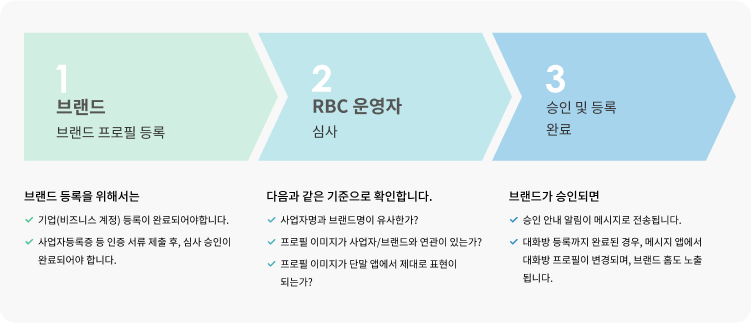 1
브랜드
브랜드 프로필 등록
2
RBC 운영자
심사
3
승인 및 등록
완료
브랜드 등록을 위해서는
기업(비즈니스 계정) 등록이 완료되어야합니다.
사업자등록증 등 인증 서류 제출 후, 심사 승인이
완료되어야 합니다.
다음과 같은 기준으로 확인합니다.
사업자명과 브랜드명이 유사한가?
프로필 이미지가 사업자/브랜드와 연관이 있는가?
프로필 이미지가 단말 앱에서 제대로 표현이
되는가?
브랜드가 승인되면
승인 안내 알림이 메시지로 전송됩니다.
대화방 등록까지 완료된 경우, 메시지 앱에서
대화방 프로필이 변경되며, 브랜드 홈도 노출
됩니다.